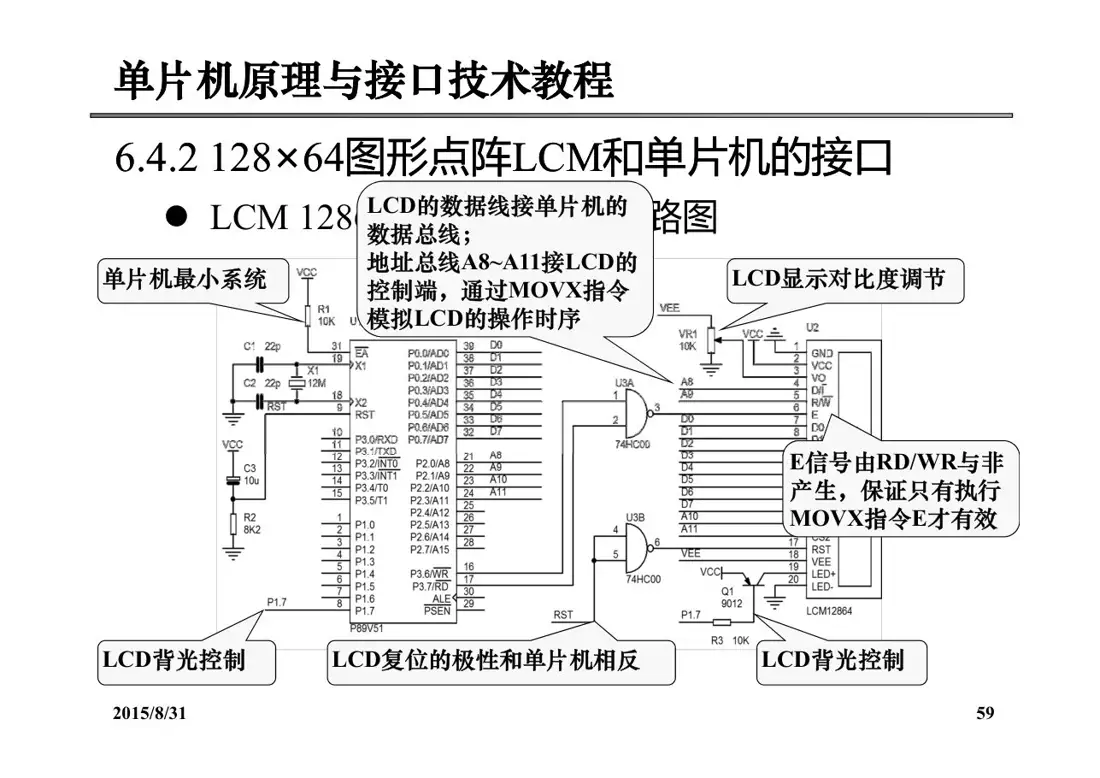 单片机原理与接口技术教程
6.4.2 128×64图形点阵LCM和单片机的接口
● LCM 128
路图
LCD的数据线接单片机的
数据总线；
地址总线A8~A11接LCD的
控制端，通过MOVX指令
模拟LCD的操作时序
单片机最小系统
LCD显示对比度调节
VCC
R1
10K
C1 22p
X1
12M
C2 22p
RST
VCC
C3
10u
R2
8K2
P1.7
31
19
18
9
10
11
12
13
14
15
1
2
3
4
5
6
7
8
EA
X1
X2
RST
P3.0/RXD
P3.1/TXD
P3.2/INT0
P3.3/INT1
P3.4/T0
P3.5/T1
P1.0
P1.1
P1.2
P1.3
P1.4
P1.5
P1.6
P1.7
P89V51
P0.0/AD0 39 D0
P0.1/AD1 38 D1
P0.2/AD2 37 D2
P0.3/AD3 36 D3
P0.4/AD4 35 D4
P0.5/AD5 34 D5
P0.6/AD6 33 D6
P0.7/AD7 32 D7
P2.0/A8 21 A8
P2.1/A9 22 A9
P2.2/A10 23 A10
P2.3/A11 24 A11
P2.4/A12 25
P2.5/A13 26
P2.6/A14 27
P2.7/A15 28
P3.6/WR 16
P3.7/RD 17
ALE 30
PSEN 29
U3A
1
2
3
74HC00
U3B
4
5
6
74HC00
RST
VEE
VR1
10K
VCC
A8
A9
D0
D1
D2
D3
D4
D5
D6
D7
A10
A11
VEE
U2
1 GND
2 VCC
3 VO
4 D/I
5 R/W
6 E
7 D0
8 D1
CS2
17 RST
18 VEE
19 LED+
20 LED-
LCM12864
VCC
Q1
9012
P1.7
R3 10K
E信号由RD/WR与非
产生，保证只有执行
MOVX指令E才有效
LCD背光控制
LCD复位的极性和单片机相反
LCD背光控制
2015/8/31
59